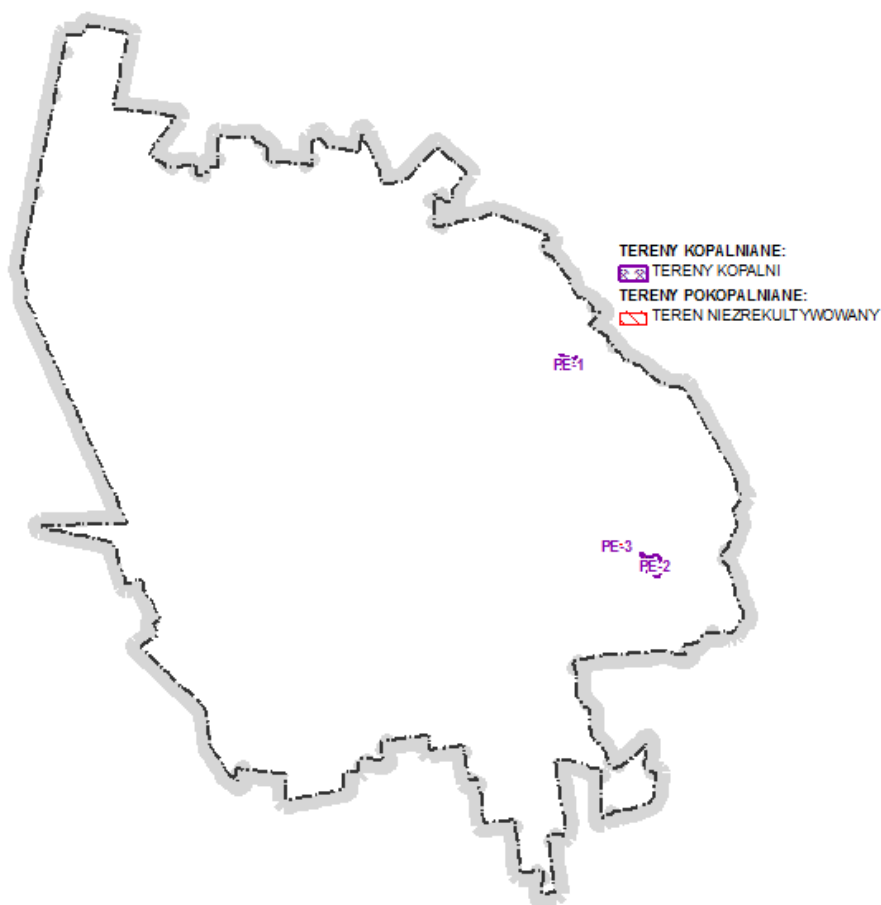 TERENY KOPALNIANE:
TERENY KOPALNI
TERENY POKOPALNIANE:
TEREN NIEZREKULTYWOWANY
PE-1
PE-3
PE-2